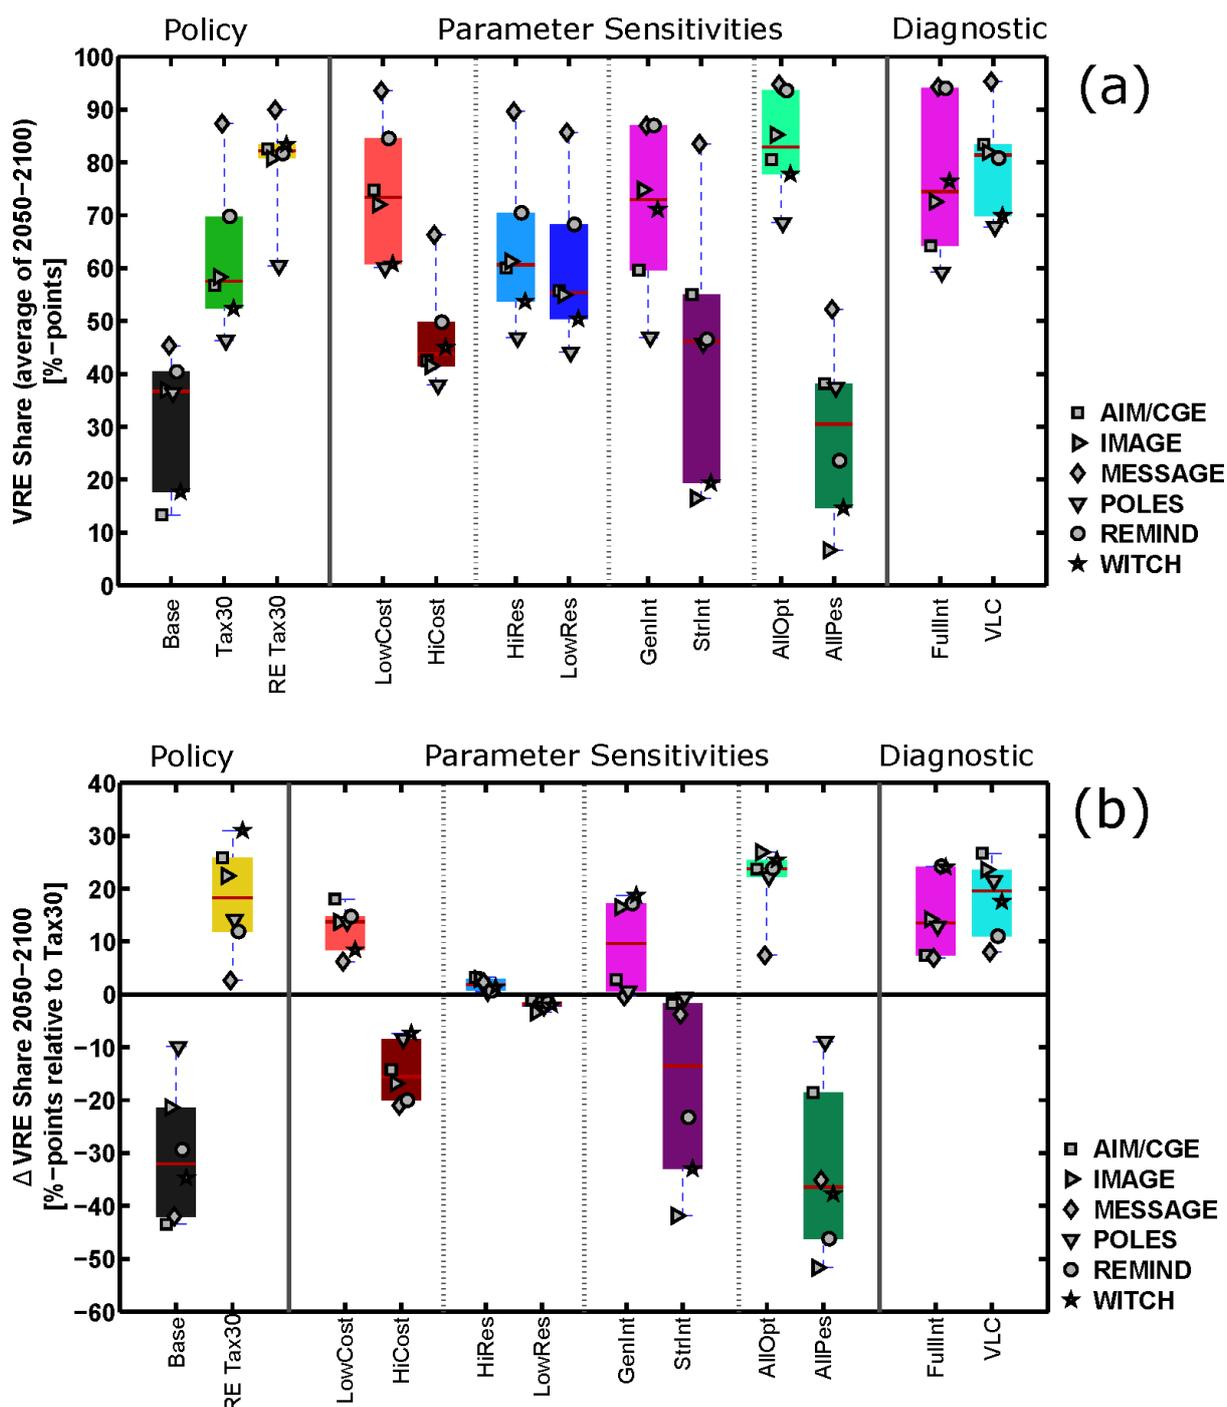 Policy Parameter Sensitivities Diagnostic
(a)
VRE Share (average of 2050−2100)
[%−points]
100
90
80
70
60
50
40
30
20
10
0
Base Tax30 RE Tax30 LowCost HiCost HiRes LowRes GenInt StrInt AllOpt AllPes FullInt VLC
AIM/CGE
IMAGE
MESSAGE
POLES
REMIND
WITCH
Policy Parameter Sensitivities Diagnostic
(b)
Δ VRE Share 2050−2100
[%−points relative to Tax30]
40
30
20
10
0
−10
−20
−30
−40
−50
−60
Base RE Tax30 LowCost HiCost HiRes LowRes GenInt StrInt AllOpt AllPes FullInt VLC
AIM/CGE
IMAGE
MESSAGE
POLES
REMIND
WITCH